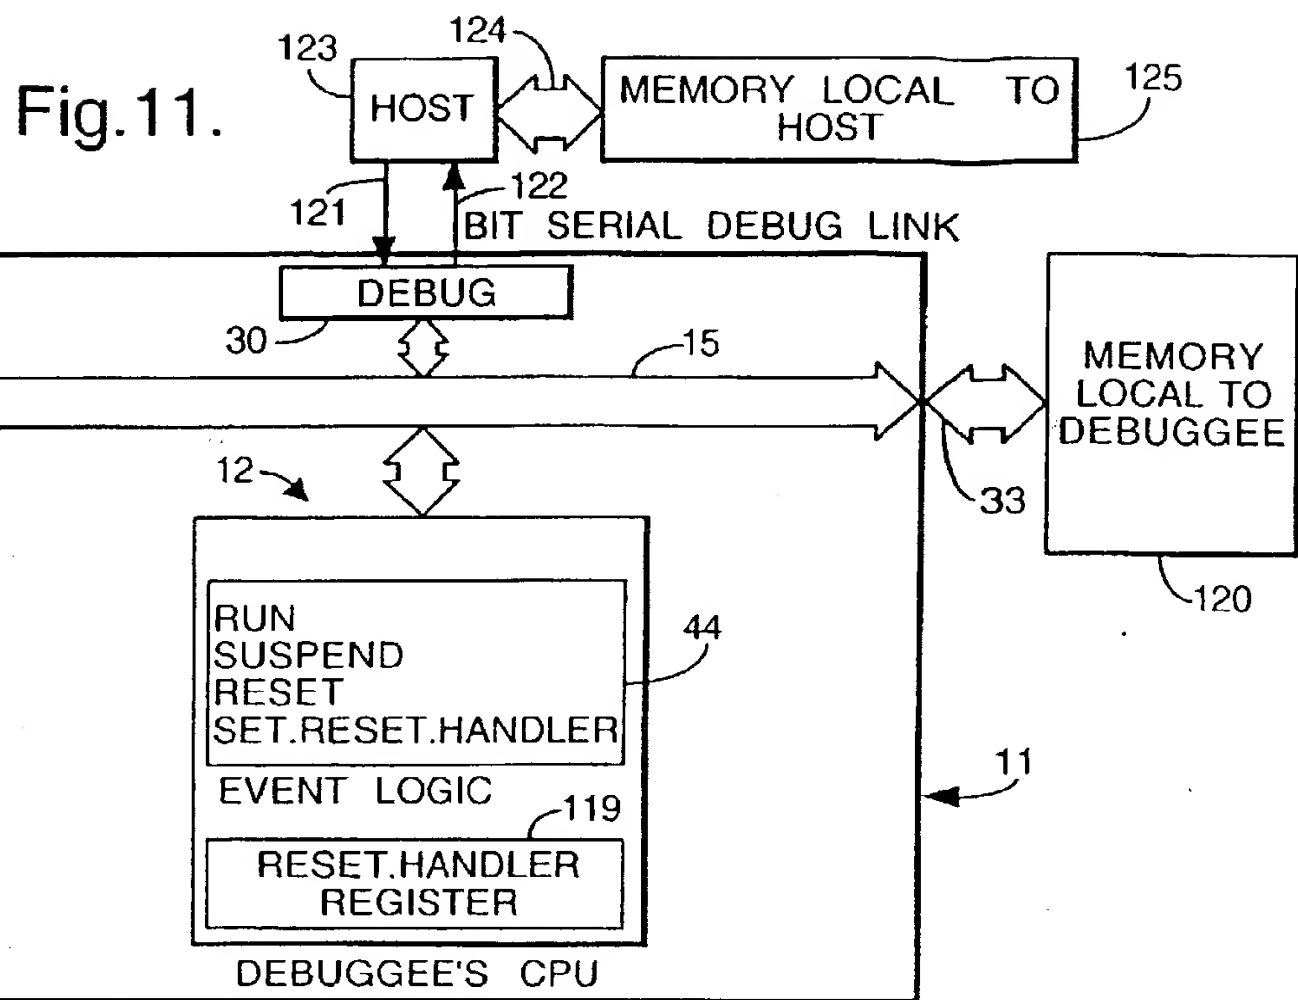 Fig.11.
123
124
125
HOST
MEMORY LOCAL TO
HOST
121
122
BIT SERIAL DEBUG LINK
DEBUG
30
15
MEMORY
LOCAL TO
DEBUGGEE
33
120
12
RUN
SUSPEND
RESET
SET.RESET.HANDLER
44
EVENT LOGIC
11
119
RESET.HANDLER
REGISTER
DEBUGGEE'S CPU